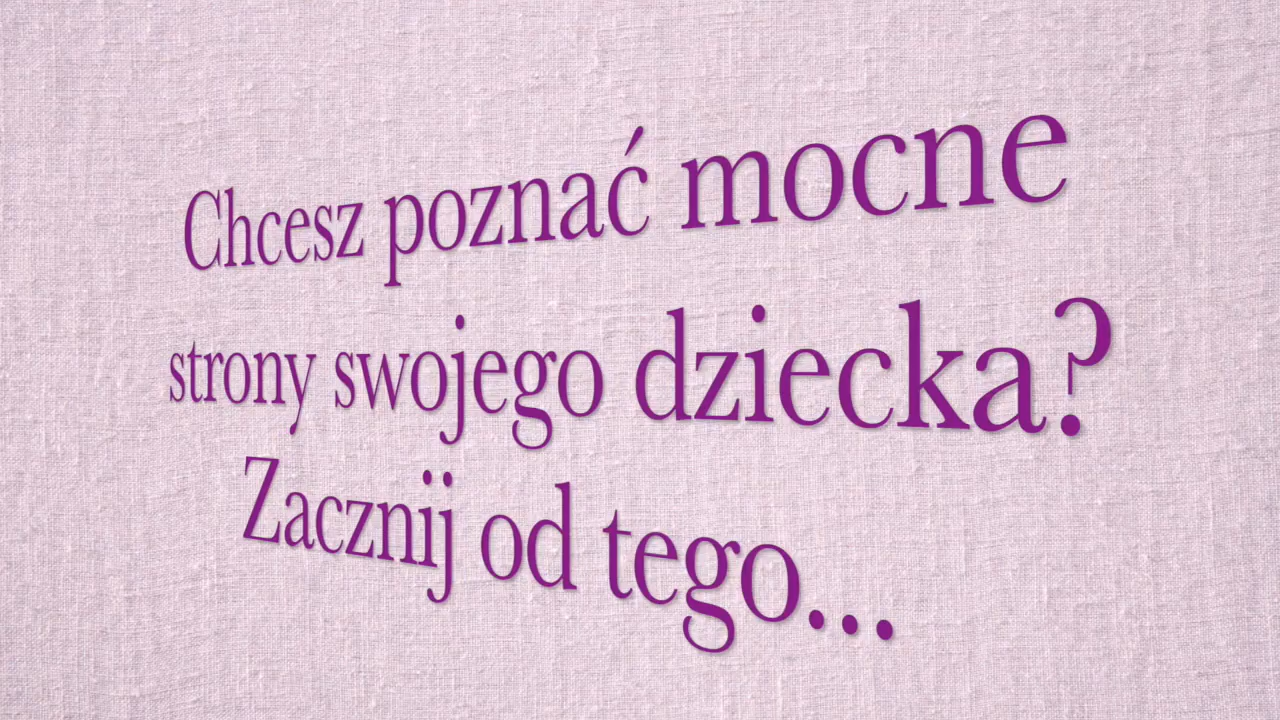 Chcesz poznać mocne
strony swojego dziecka?
Zacznij od tego...